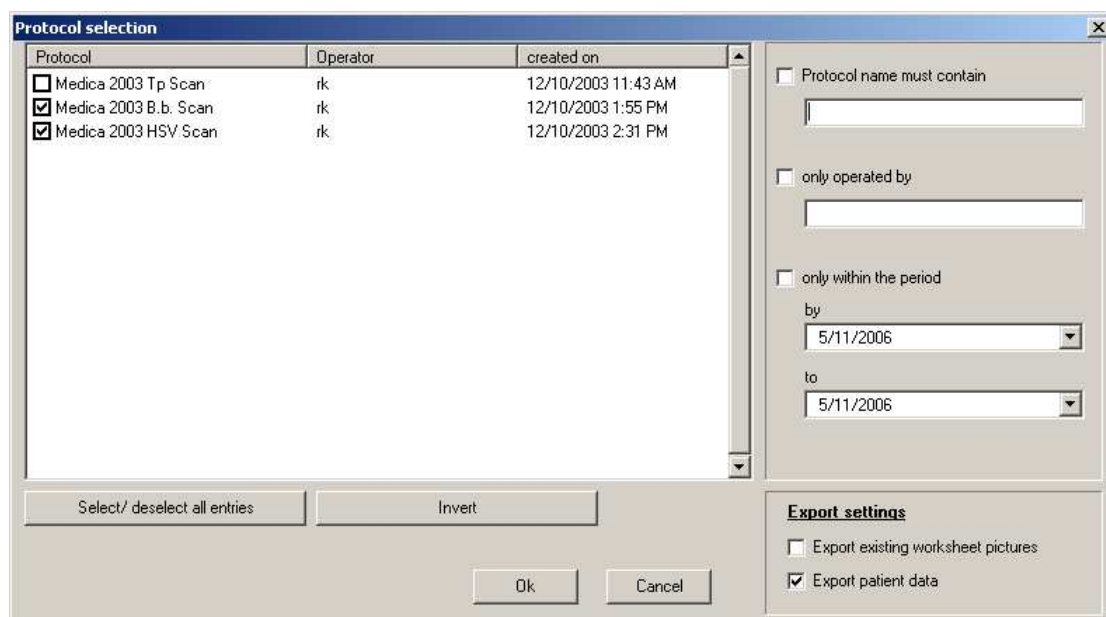 Protocol selection
Protocol Operator created on
Medica 2003 Tp Scan rk 12/10/2003 11:43 AM
Medica 2003 B.b. Scan rk 12/10/2003 1:55 PM
Medica 2003 HSV Scan rk 12/10/2003 2:31 PM
Select/ deselect all entries Invert
Ok Cancel
Protocol name must contain
only operated by
only within the period
by
5/11/2006
to
5/11/2006
Export settings
Export existing worksheet pictures
Export patient data